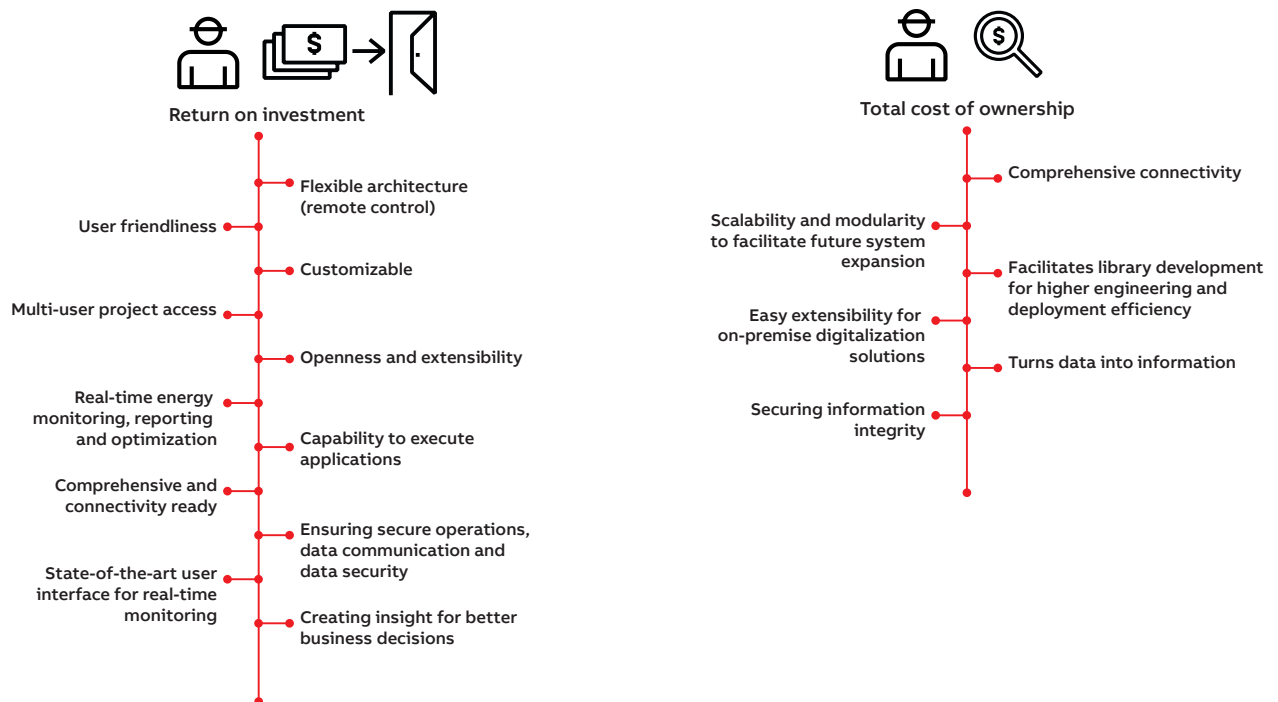 $
$
Return on investment
Flexible architecture
(remote control)
User friendliness
Customizable
Multi-user project access
Openness and extensibility
Real-time energy
monitoring, reporting
and optimization
Capability to execute
applications
Comprehensive and
connectivity ready
Ensuring secure operations,
data communication and
data security
State-of-the-art user
interface for real-time
monitoring
Creating insight for better
business decisions
Total cost of ownership
Comprehensive connectivity
Scalability and modularity
to facilitate future system
expansion
Facilitates library development
for higher engineering and
deployment efficiency
Easy extensibility for
on-premise digitalization
solutions
Turns data into information
Securing information
integrity